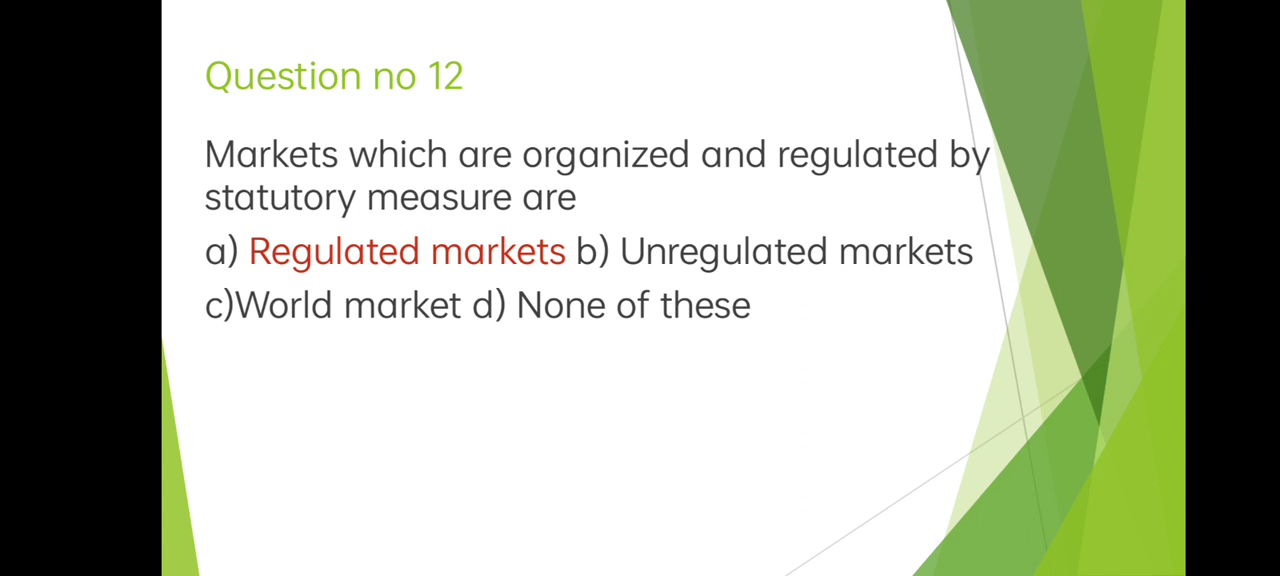 Question no 12
Markets which are organized and regulated by
statutory measure are
a) Regulated markets b) Unregulated markets
c)World market d) None of these